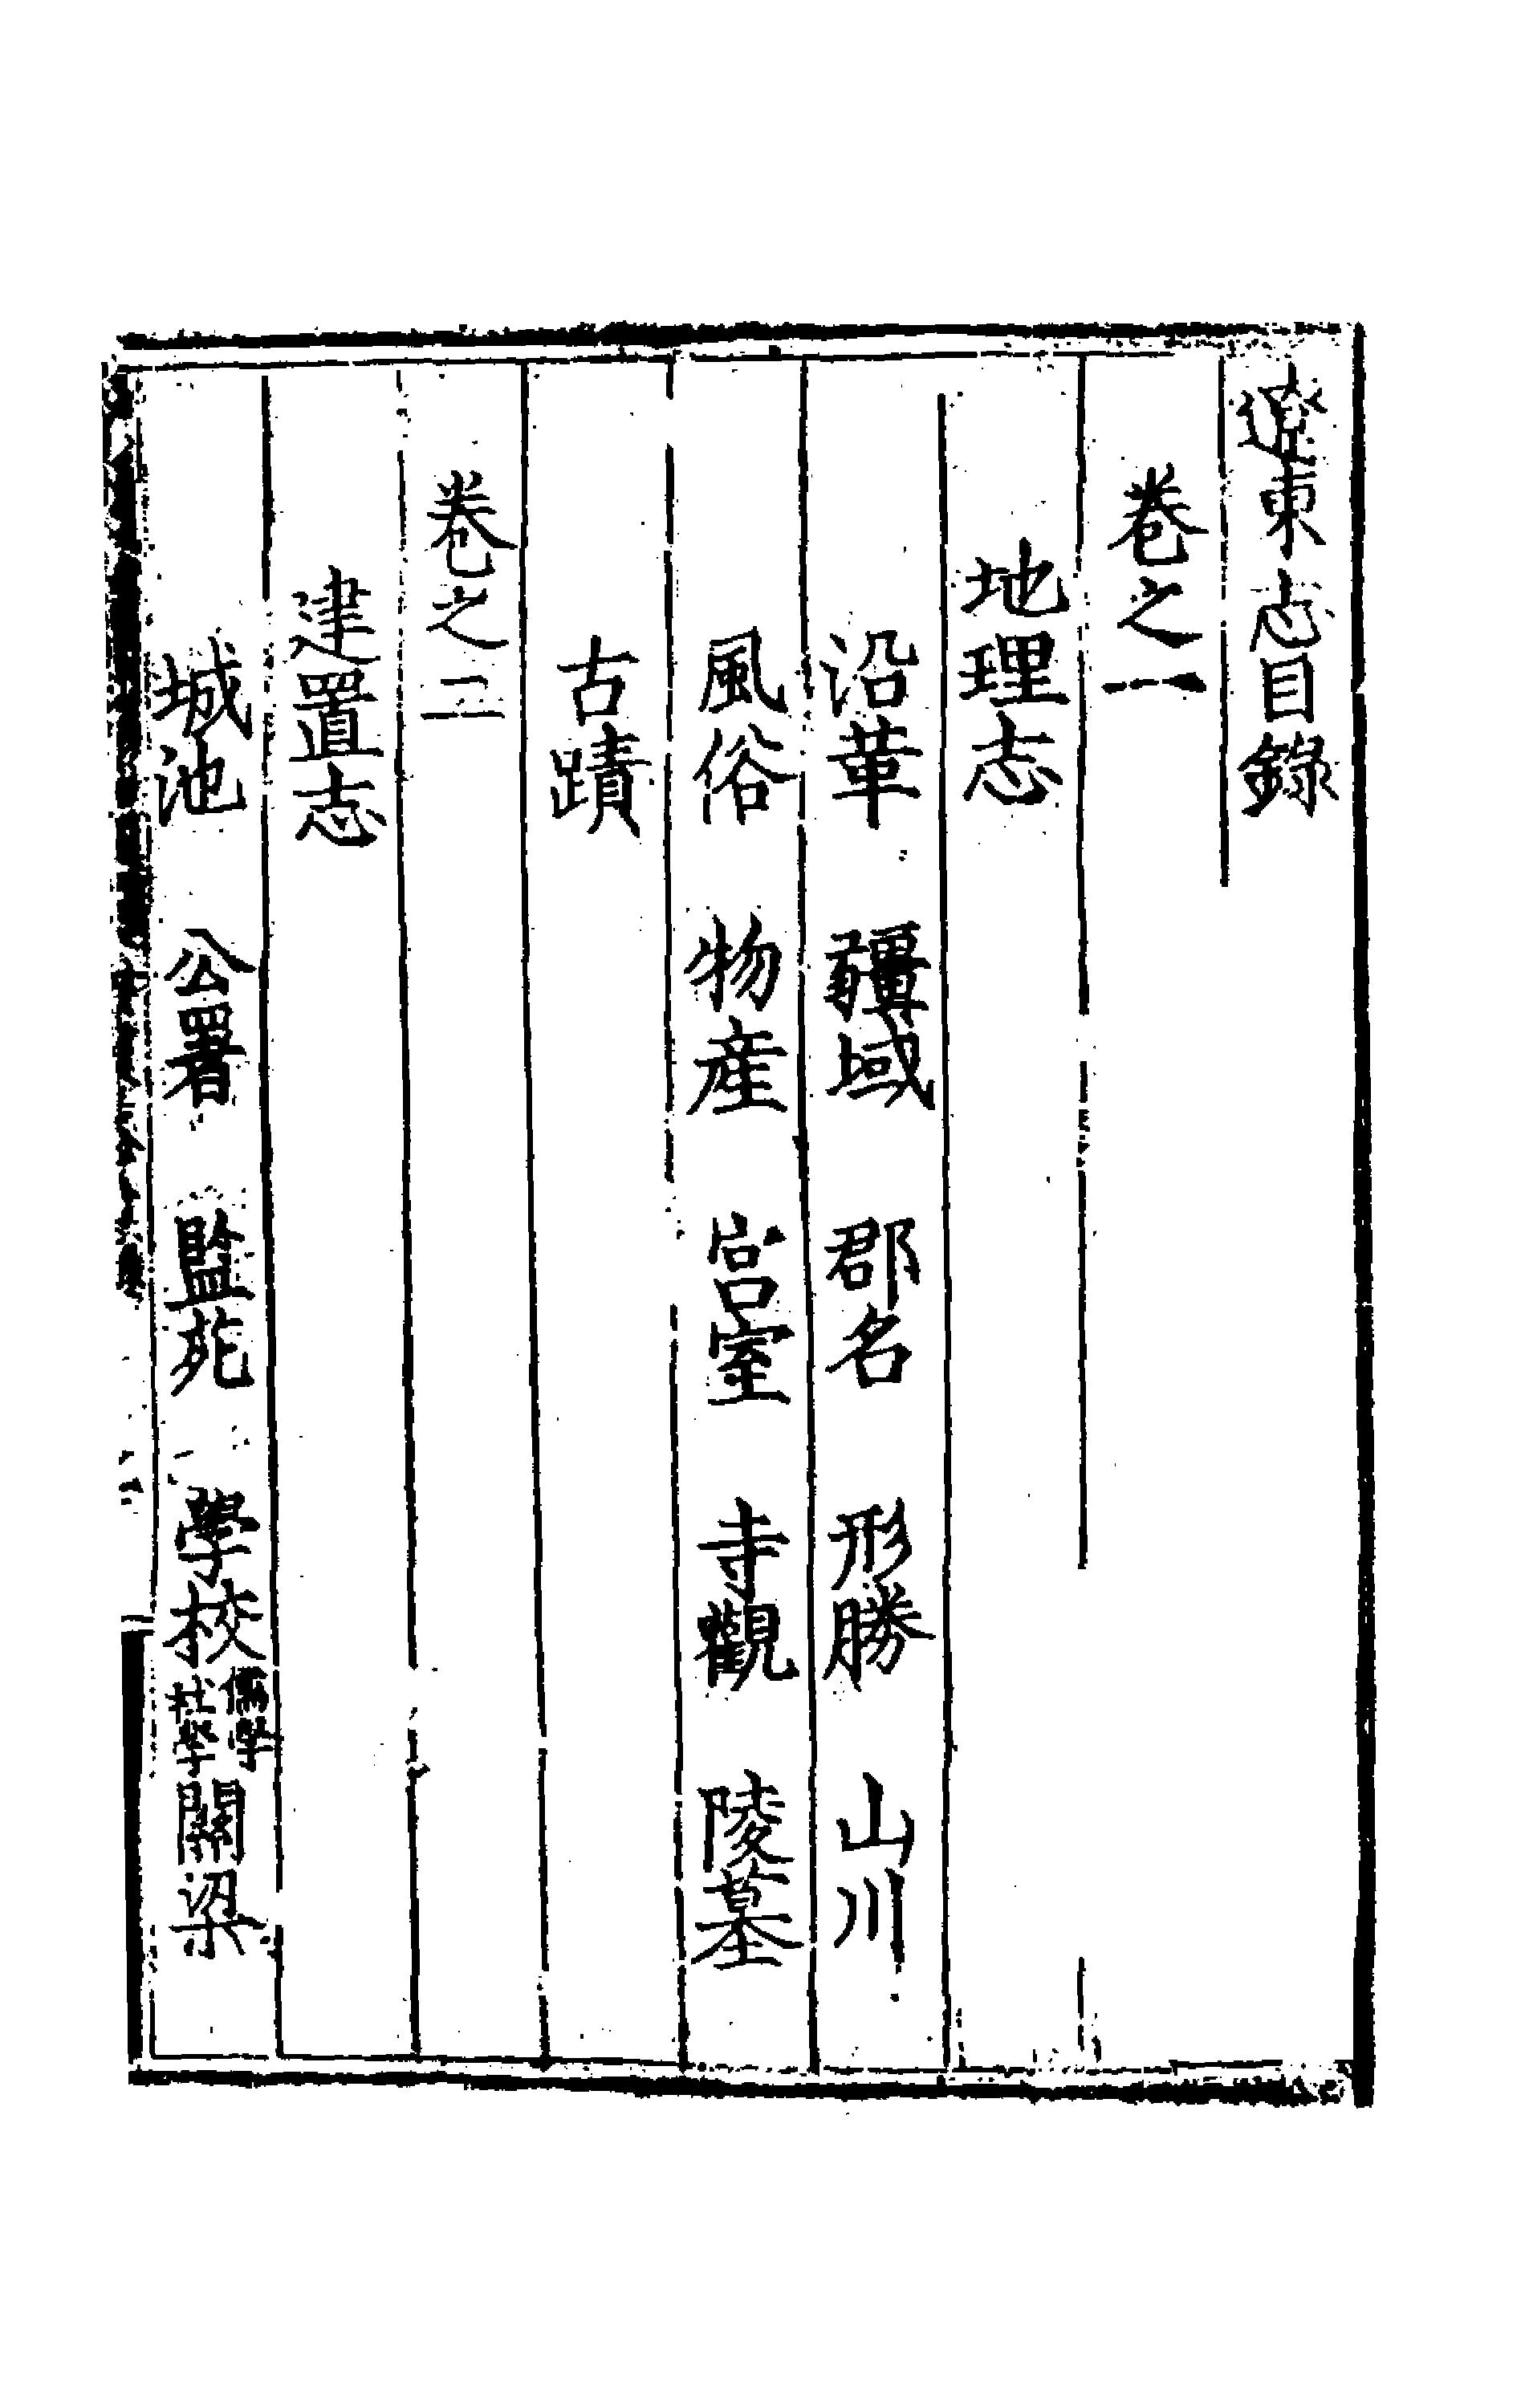 遼東志目錄
卷之一
地理志
沿革 疆域 郡名 形勝 山川
風俗 物産 宫室 寺觀 陵墓
古蹟
卷之二
建置志
城池 公署 監苑 學校 儒學 社學 關梁